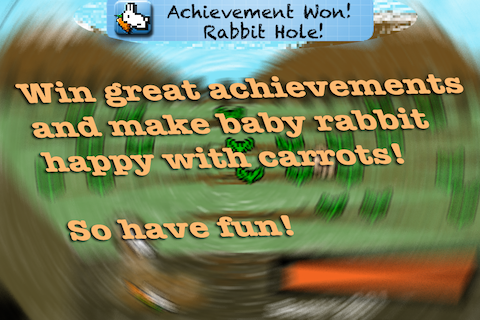 Achievement Won!
Rabbit Hole!
Win great achievements
and make baby rabbit
happy with carrots!
So have fun!